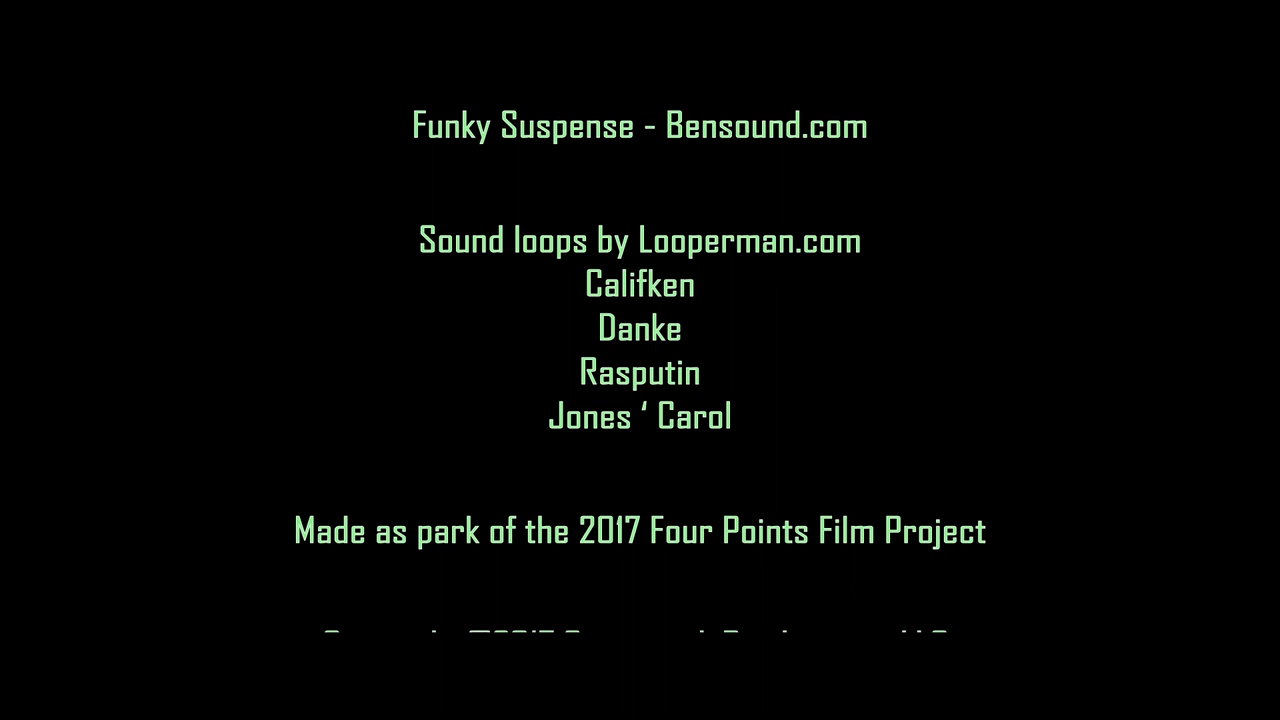 Funky Suspense - Bensound.com
Sound loops by Looperman.com
Califken
Danke
Rasputin
Jones ‘ Carol
Made as park of the 2017 Four Points Film Project